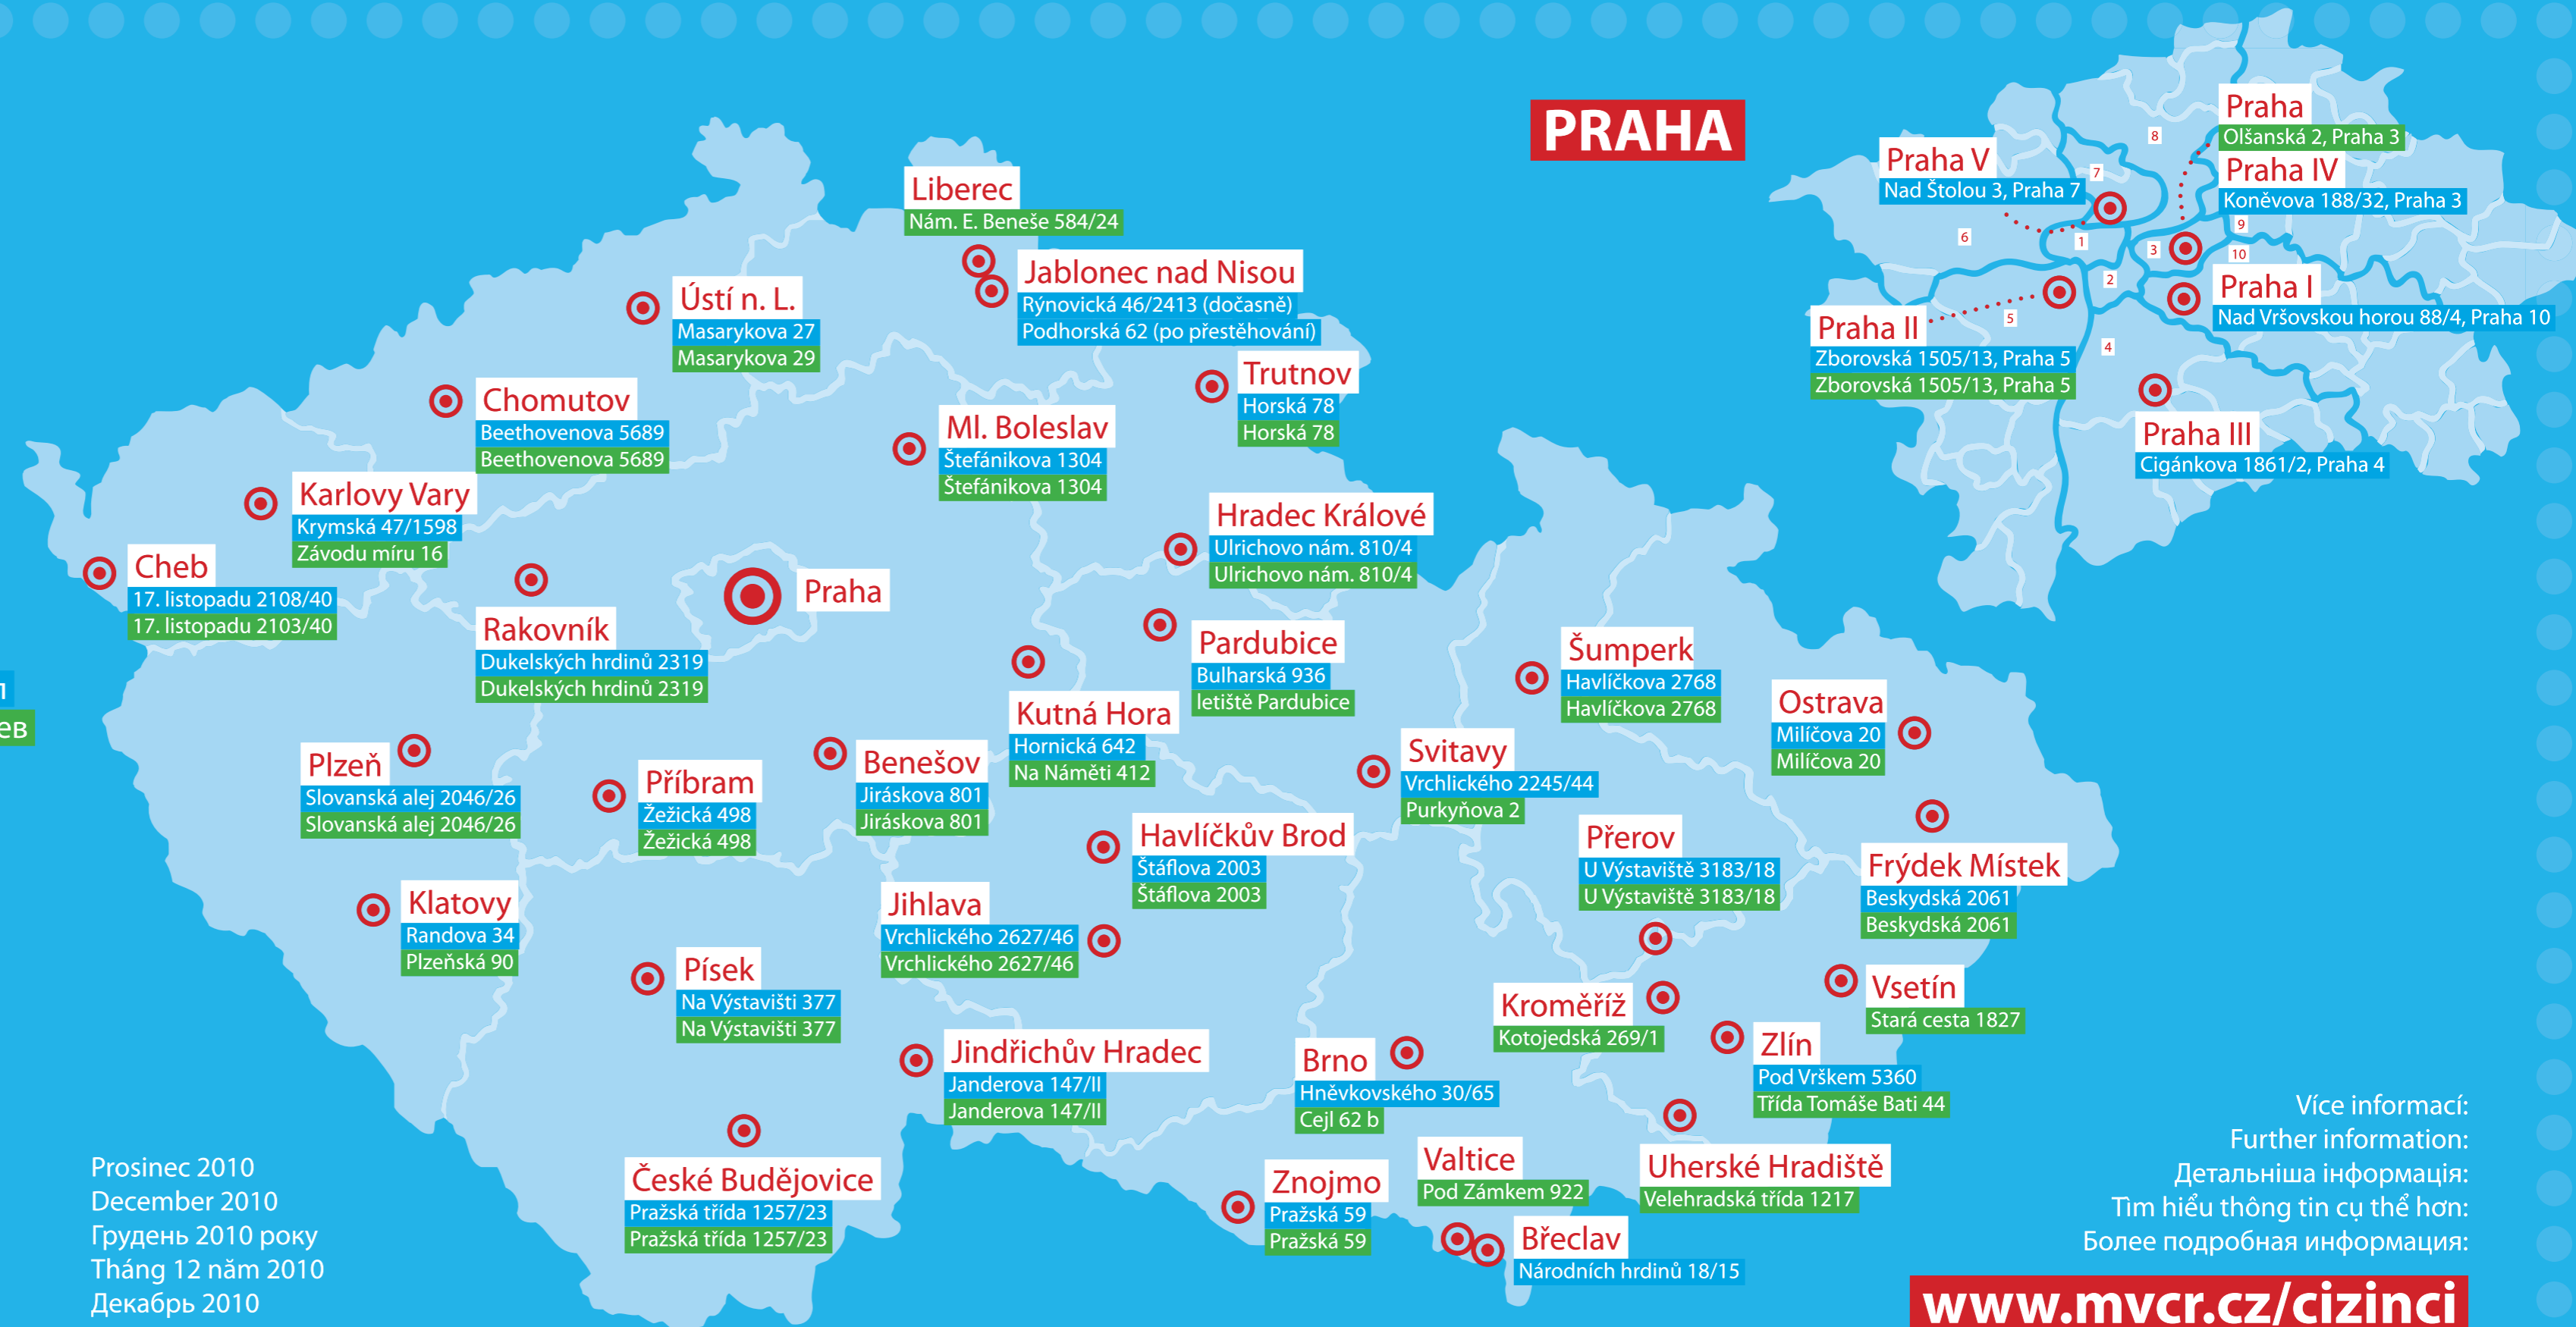 PRAHA
Praha
Olšanská 2, Praha 3
Praha IV
Koněvova 188/32, Praha 3
Praha V
Nad Štolou 3, Praha 7
8
7
6
1
3
9
10
2
5
4
Praha I
Nad Vršovskou horou 88/4, Praha 10
Praha II
Zborovská 1505/13, Praha 5
Zborovská 1505/13, Praha 5
Praha III
Cigánkova 1861/2, Praha 4
Liberec
Nám. E. Beneše 584/24
Jablonec nad Nisou
Rýnovická 46/2413 (dočasně)
Podhorská 62 (po přestěhování)
Ústí n. L.
Masarykova 27
Masarykova 29
Trutnov
Horská 78
Horská 78
Chomutov
Beethovenova 5689
Beethovenova 5689
Ml. Boleslav
Štefánikova 1304
Štefánikova 1304
Karlovy Vary
Krymská 47/1598
Závodu míru 16
Hradec Králové
Ulrichovo nám. 810/4
Ulrichovo nám. 810/4
Cheb
17. listopadu 2108/40
17. listopadu 2103/40
Praha
Rakovník
Dukelských hrdinů 2319
Dukelských hrdinů 2319
Pardubice
Bulharská 936
letiště Pardubice
Šumperk
Havlíčkova 2768
Havlíčkova 2768
Ostrava
Milíčova 20
Milíčova 20
ев
Kutná Hora
Hornická 642
Na Náměti 412
Svitavy
Vrchlického 2245/44
Purkyňova 2
Plzeň
Slovanská alej 2046/26
Slovanská alej 2046/26
Příbram
Žežická 498
Žežická 498
Benešov
Jiráskova 801
Jiráskova 801
Havlíčkův Brod
Štáflova 2003
Štáflova 2003
Přerov
U Výstaviště 3183/18
U Výstaviště 3183/18
Frýdek Místek
Beskydská 2061
Beskydská 2061
Klatovy
Randova 34
Plzeňská 90
Jihlava
Vrchlického 2627/46
Vrchlického 2627/46
Písek
Na Výstavišti 377
Na Výstavišti 377
Kroměříž
Kotojedská 269/1
Vsetín
Stará cesta 1827
Jindřichův Hradec
Janderova 147/II
Janderova 147/II
Brno
Hněvkovského 30/65
Cejl 62 b
Zlín
Pod Vrškem 5360
Třída Tomáše Bati 44
České Budějovice
Pražská třída 1257/23
Pražská třída 1257/23
Znojmo
Pražská 59
Pražská 59
Valtice
Pod Zámkem 922
Uherské Hradiště
Velehradská třída 1217
Břeclav
Národních hrdinů 18/15
Prosinec 2010
December 2010
Грудень 2010 року
Tháng 12 năm 2010
Декабрь 2010
Více informací:
Further information:
Детальніша інформація:
Tìm hiểu thông tin cụ thể hơn:
Более подробная информация:
www.mvcr.cz/cizinci